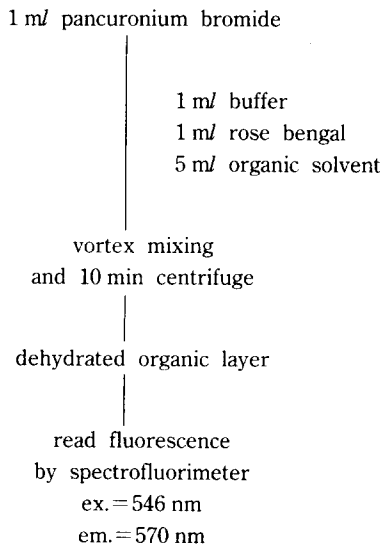 1 ml pancuronium bromide
1 ml buffer
1 ml rose bengal
5 ml organic solvent
vortex mixing
and 10 min centrifuge
dehydrated organic layer
read fluorescence
by spectrofluorimeter
ex.=546 nm
em.=570 nm